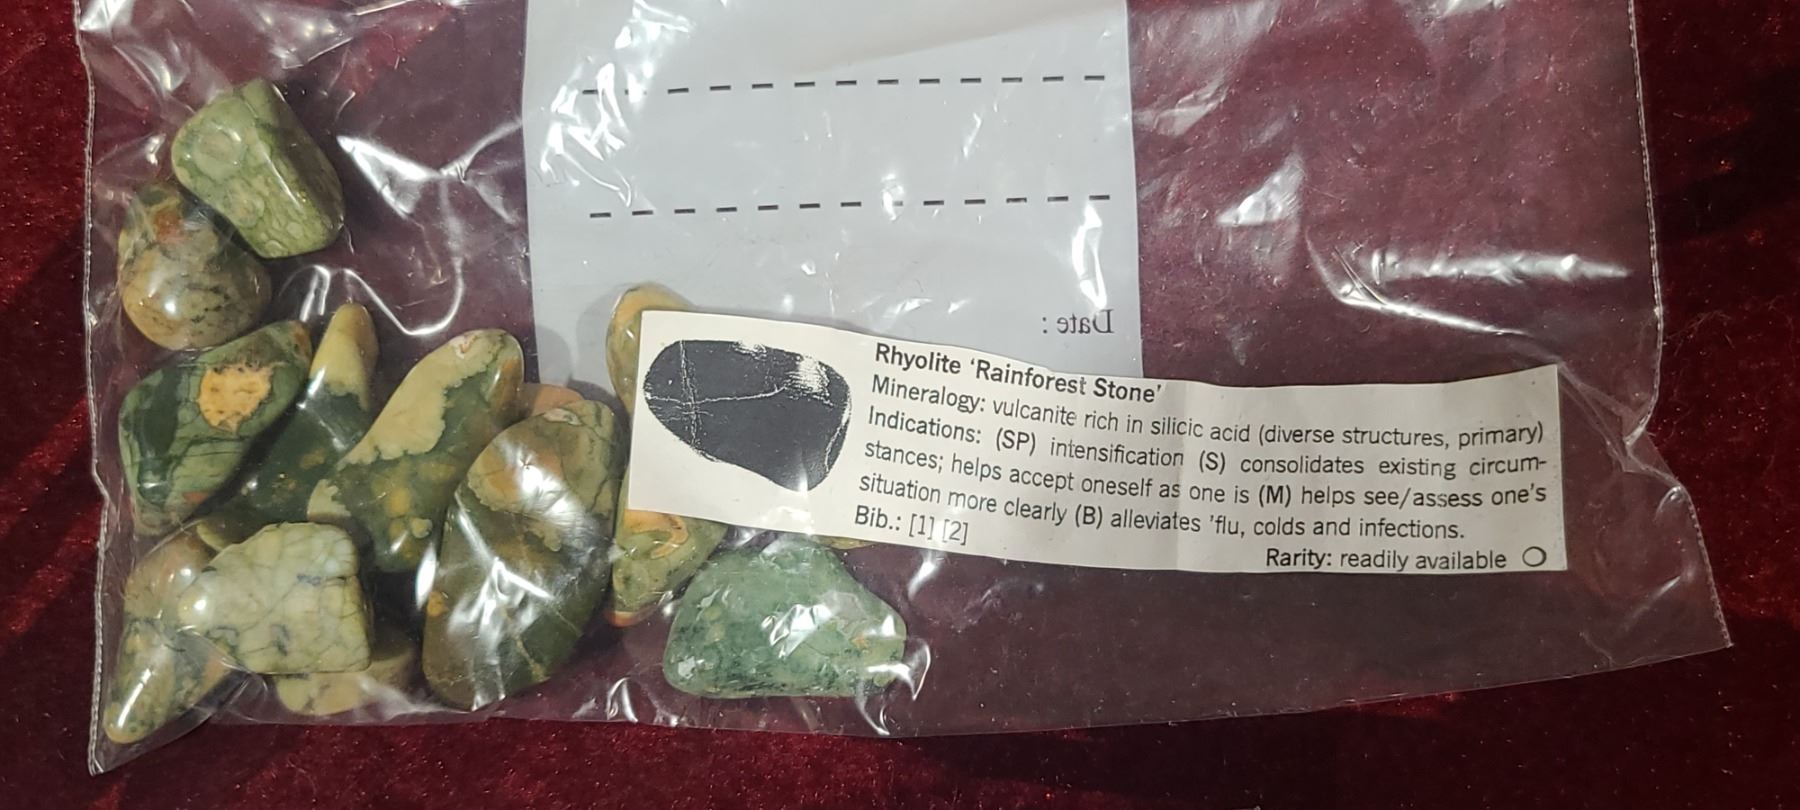 Date :
Rhyolite ‘Rainforest Stone’
Mineralogy: vulcanite rich in silicic acid (diverse structures, primary)
Indications: (SP) intensification (S) consolidates existing circum-
stances; helps accept oneself as one is (M) helps see/assess one's
situation more clearly (B) alleviates 'flu, colds and infections.
Bib.: [1] [2]
Rarity: readily available